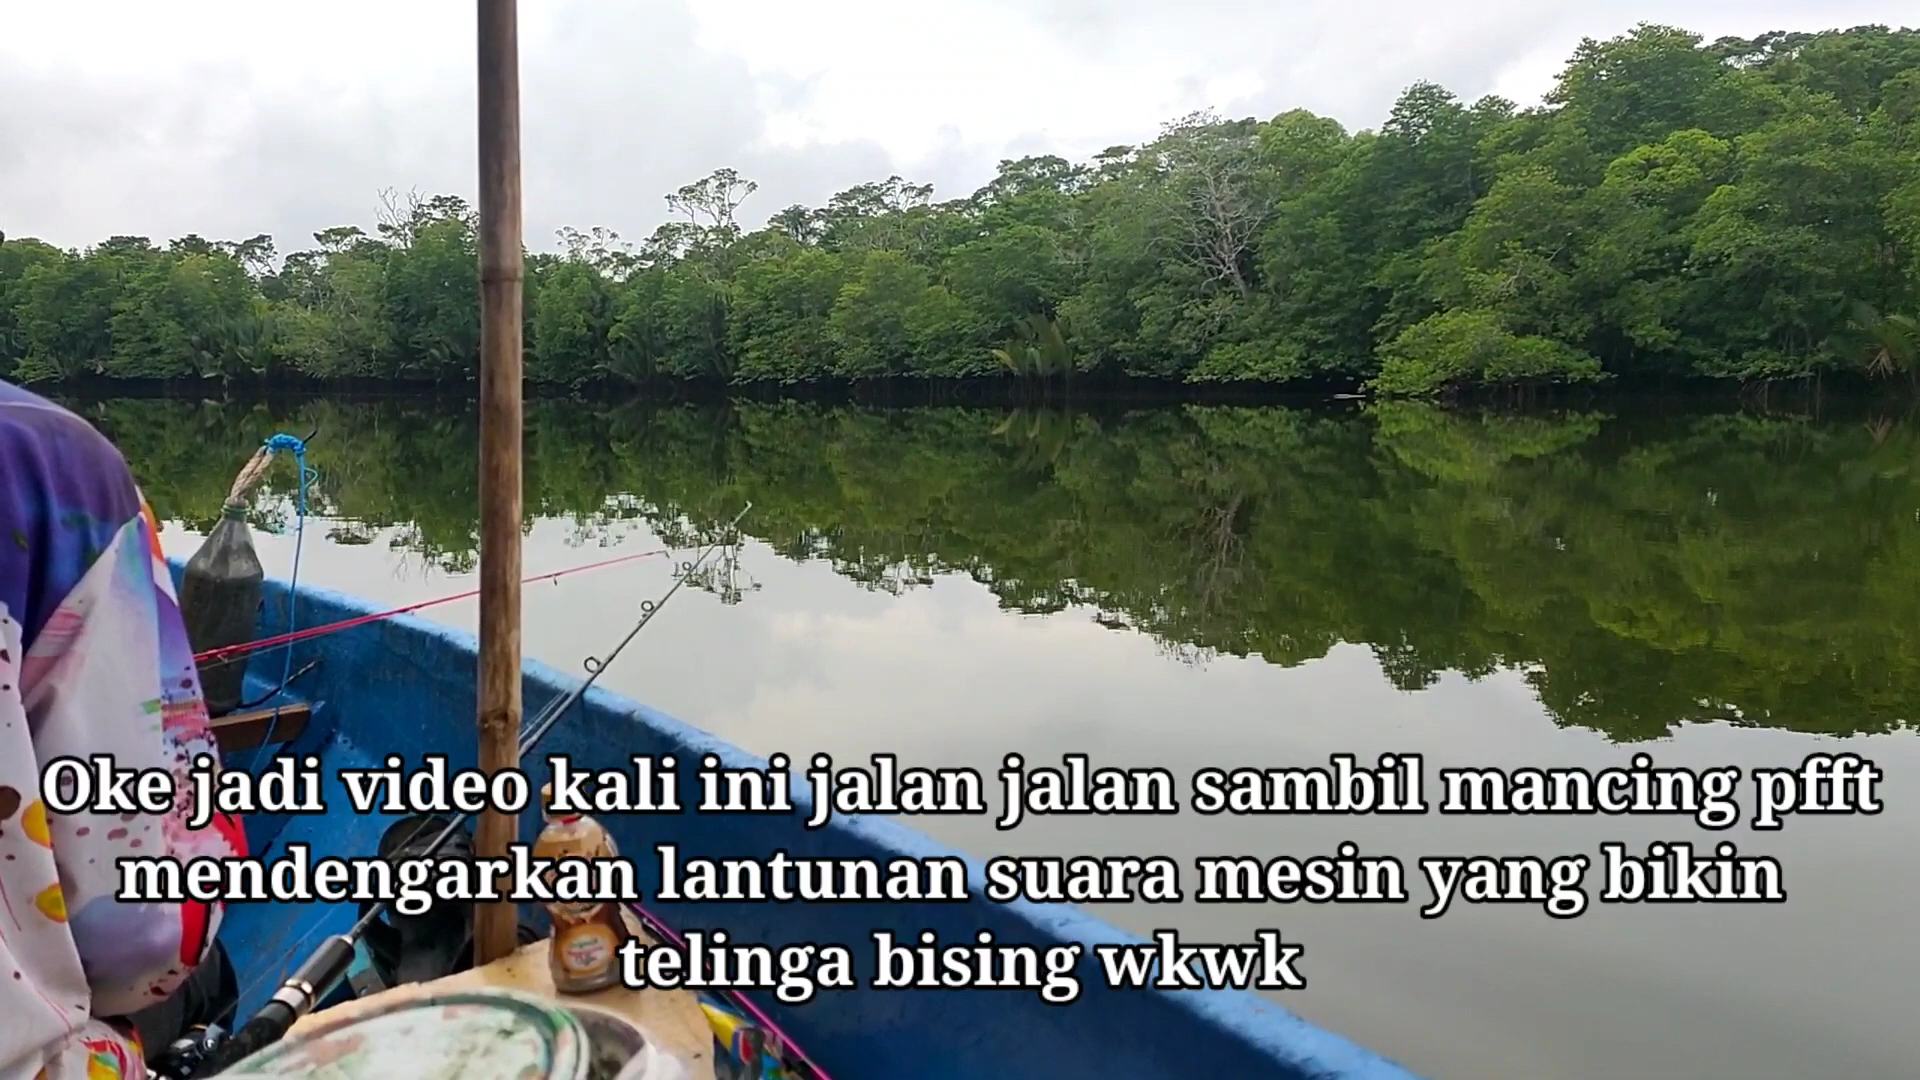 Oke jadi video kali ini jalan jalan sambil mancing pfft
mendengarkan lantunan suara mesin yang bikin
telinga bising wkwk